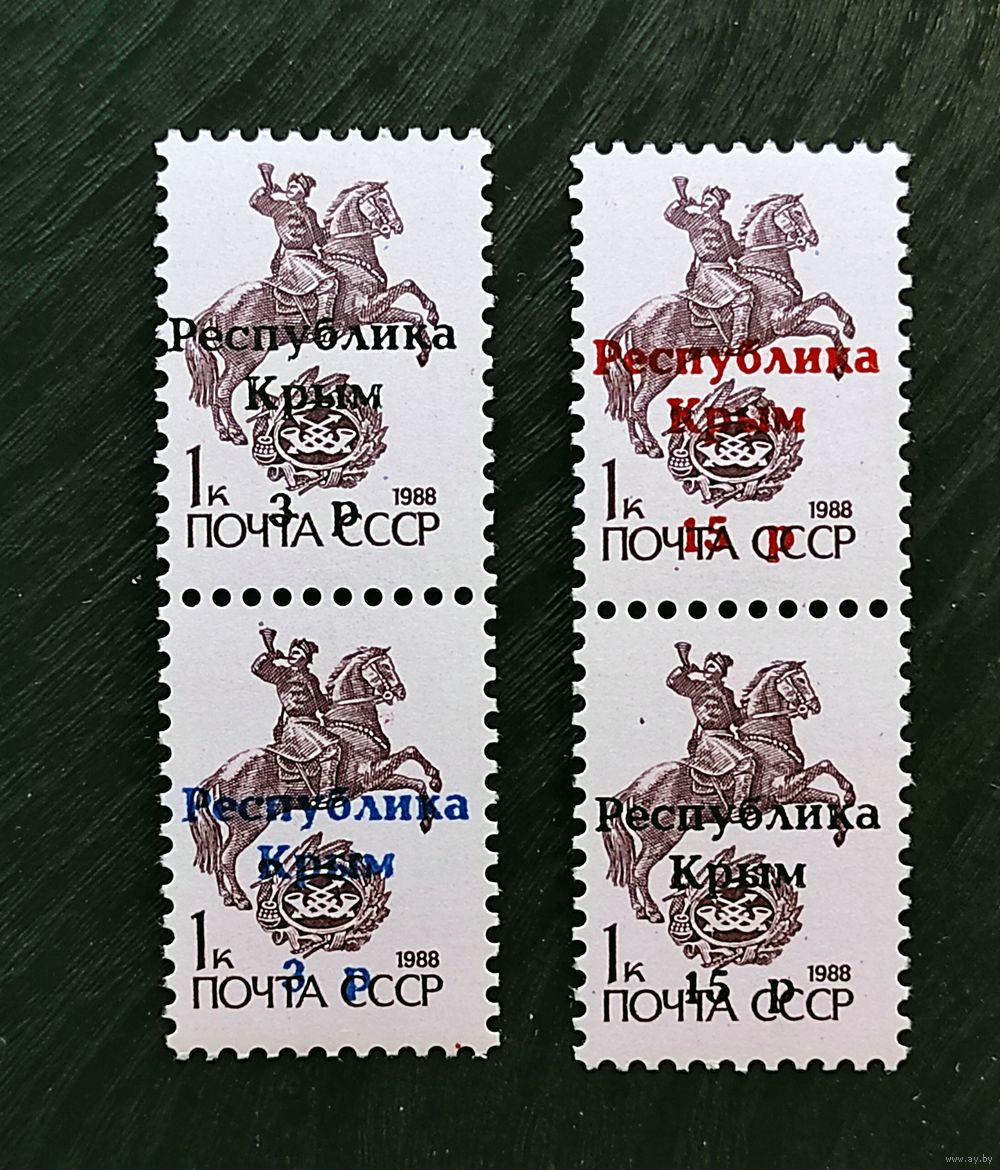 Республика
Крым
1к 1988
3 р
ПОЧТА СССР
Республика
Крым
1к 1988
3 р
ПОЧТА СССР
Республика
Крым
1к 1988
15 р
ПОЧТА СССР
Республика
Крым
1к 1988
15 р
ПОЧТА СССР
www.ay.by